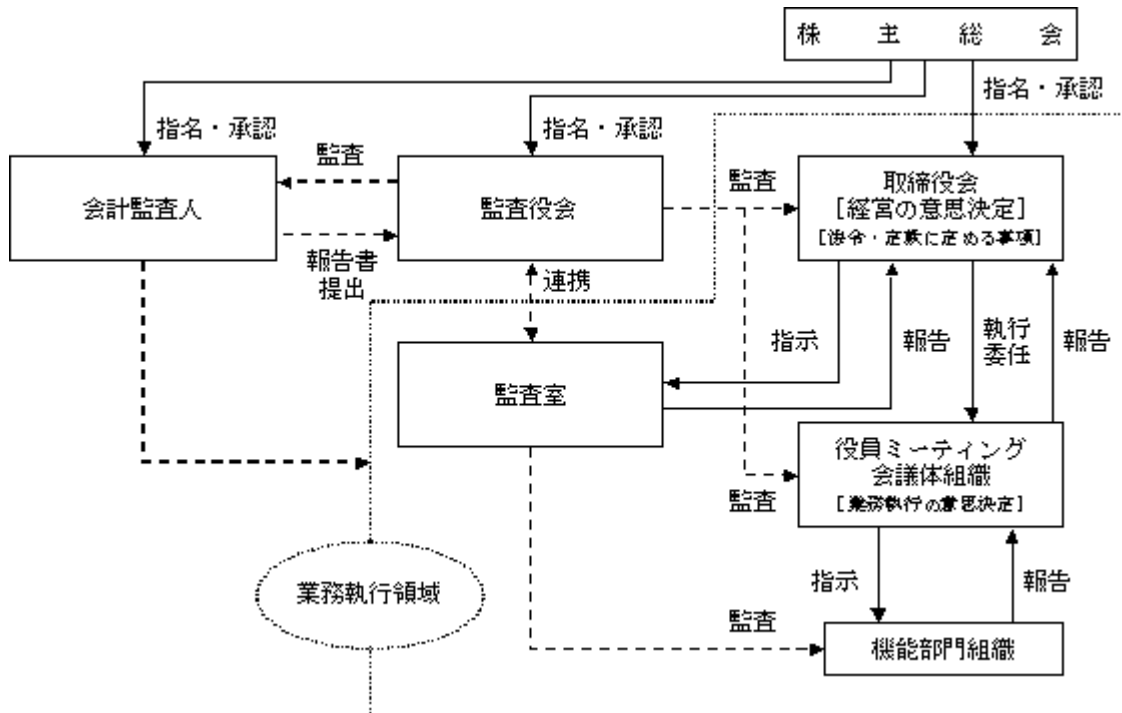 株主総会
指名・承認
指名・承認
指名・承認
監査
監査
会計監査人
監査役会
取締役会
[経営の意思決定]
[法令・定款に定める事項]
報告書
提出
連携
指示
報告
執行
委任
報告
監査室
役員ミーティング
会議体組織
[業務執行の意思決定]
監査
業務執行領域
指示
報告
監査
機能部門組織